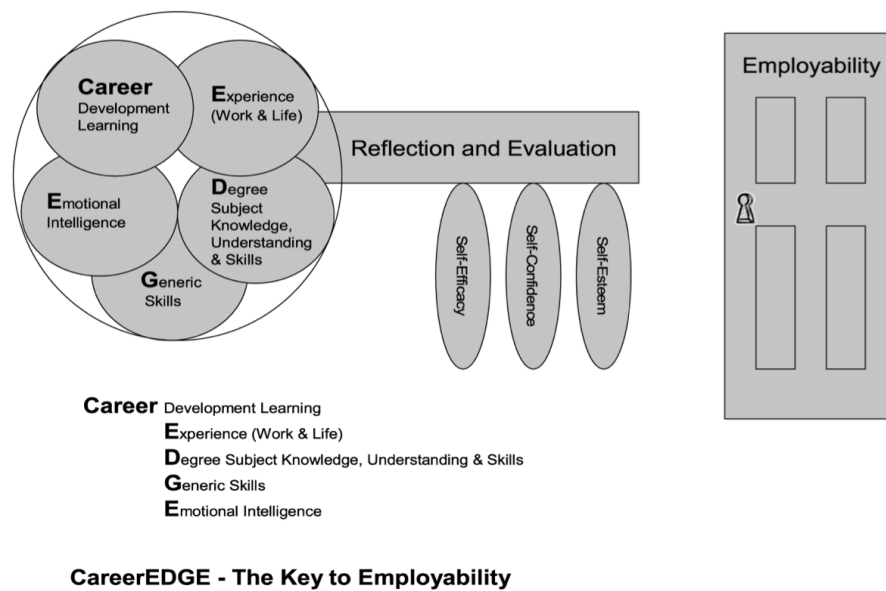 Career
Development
Learning
Experience
(Work & Life)
Employability
Reflection and Evaluation
Emotional
Intelligence
Degree
Subject
Knowledge,
Understanding
& Skills
Generic
Skills
Self-Efficacy
Self-Confidence
Self-Esteem
Career Development Learning
Experience (Work & Life)
Degree Subject Knowledge, Understanding & Skills
Generic Skills
Emotional Intelligence
CareerEDGE - The Key to Employability